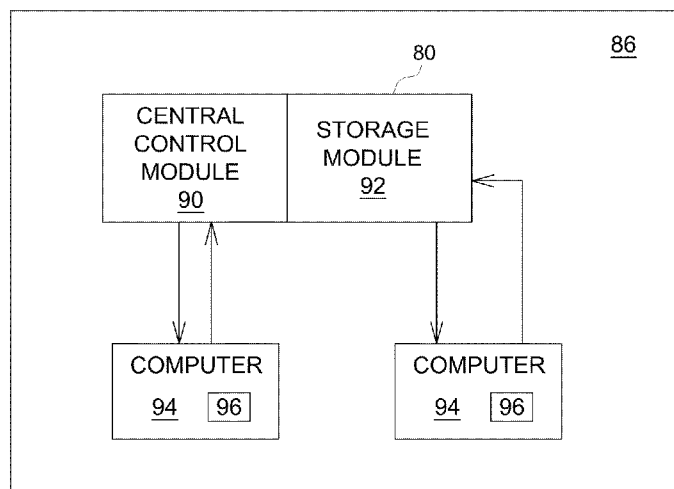 86
80
CENTRAL
CONTROL
MODULE
90
STORAGE
MODULE
92
COMPUTER
94 96
COMPUTER
94 96